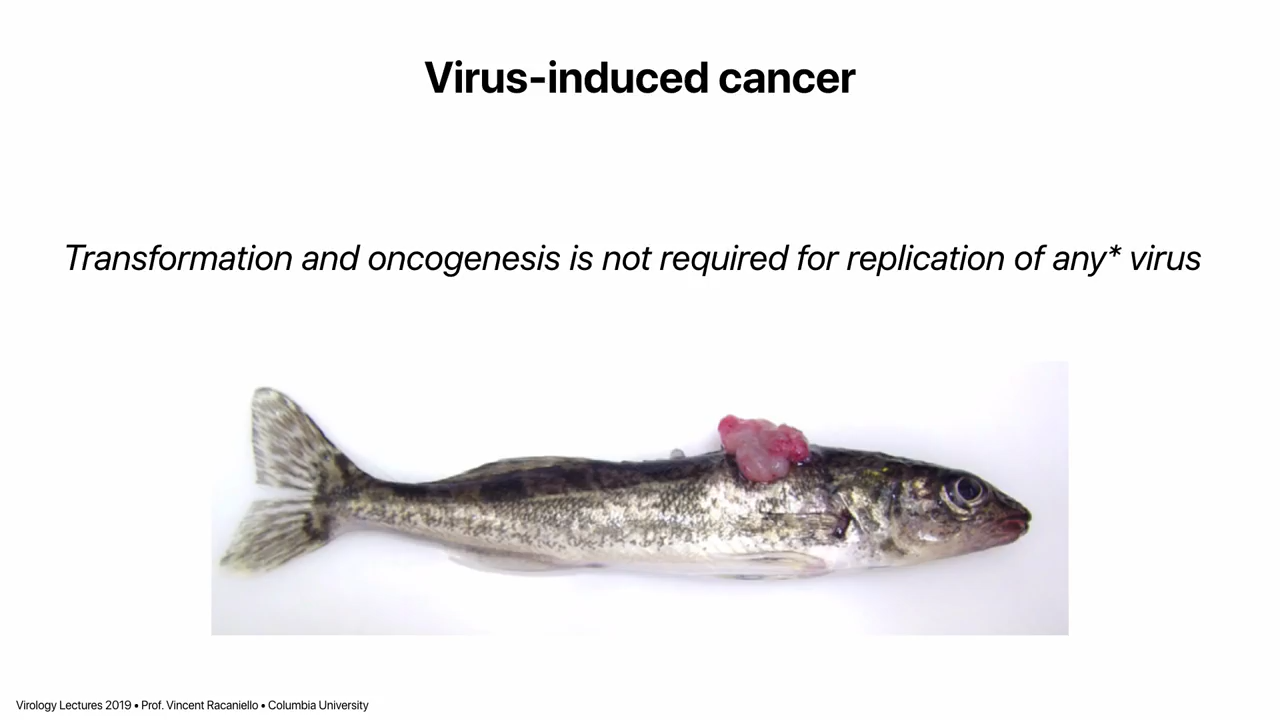 Virus-induced cancer
Transformation and oncogenesis is not required for replication of any* virus
Virology Lectures 2019 • Prof. Vincent Racaniello • Columbia University